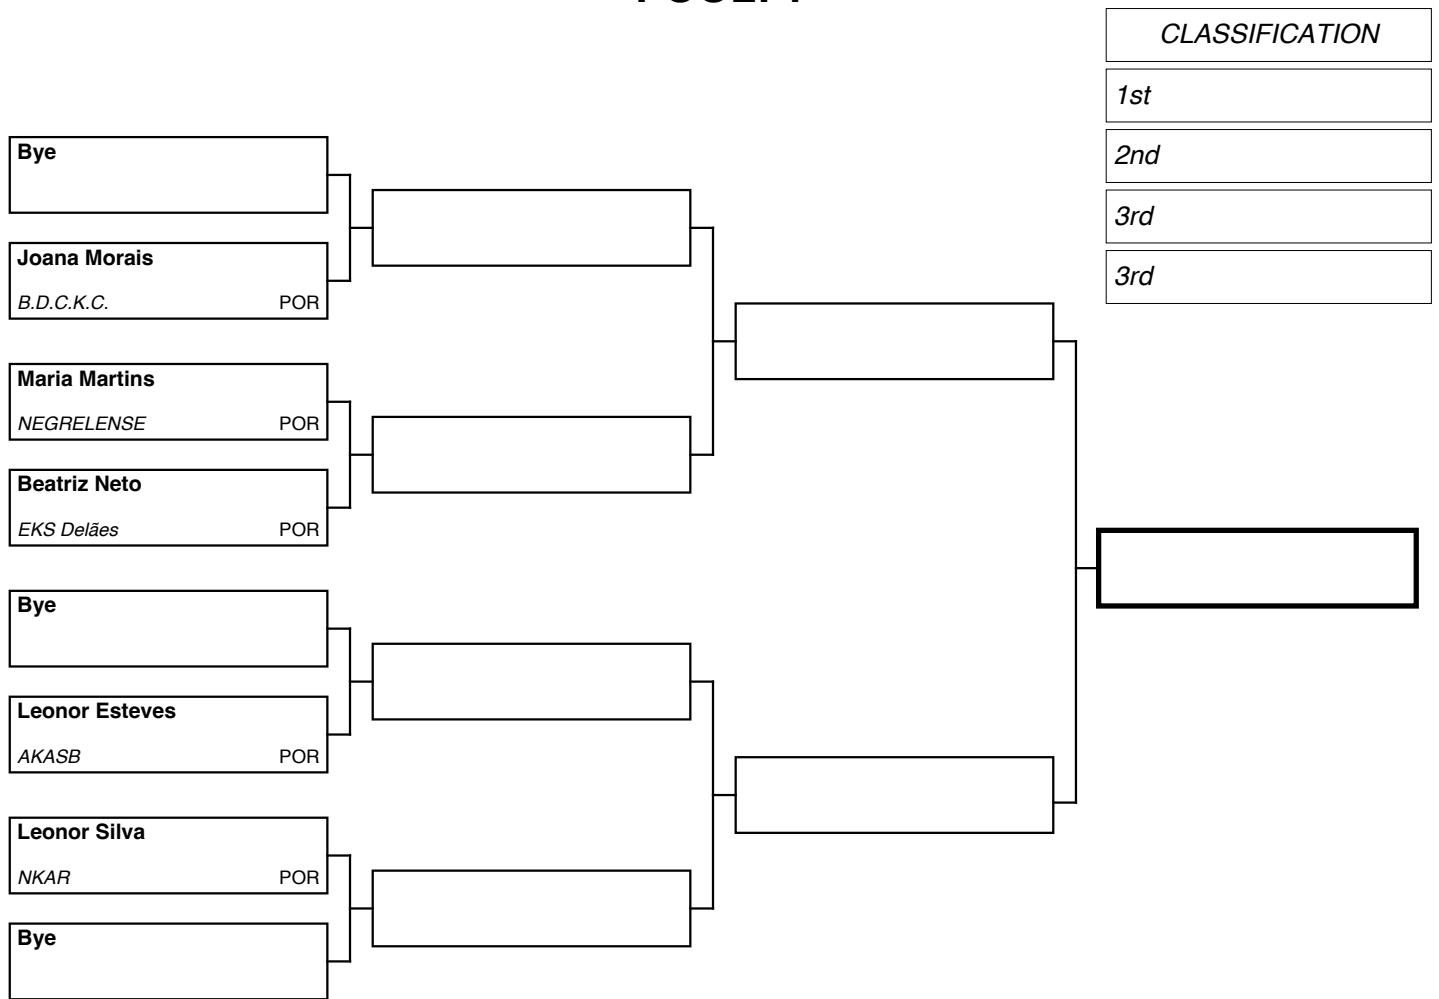 CLASSIFICATION
1st
2nd
3rd
3rd
Bye
Joana Morais
B.D.C.K.C. POR
Maria Martins
NEGRELENSE POR
Beatriz Neto
EKS Delães POR
Bye
Leonor Esteves
AKASB POR
Leonor Silva
NKAR POR
Bye